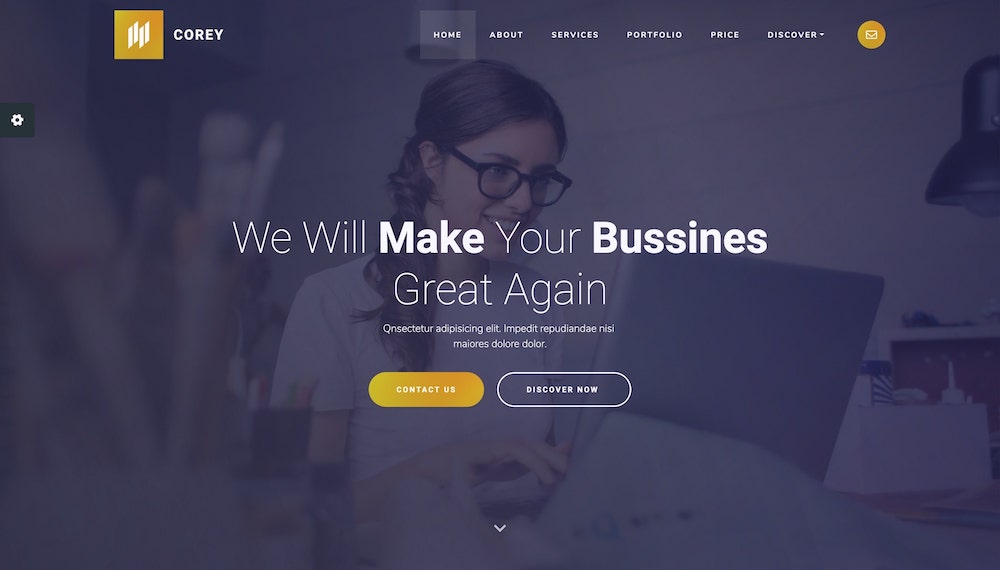 COREY
HOME ABOUT SERVICES PORTFOLIO PRICE DISCOVER
We Will Make Your Bussines
Great Again
Qnsectetur adipisicing elit. Impedit repudiandae nisi
maiores dolore dolor.
CONTACT US DISCOVER NOW